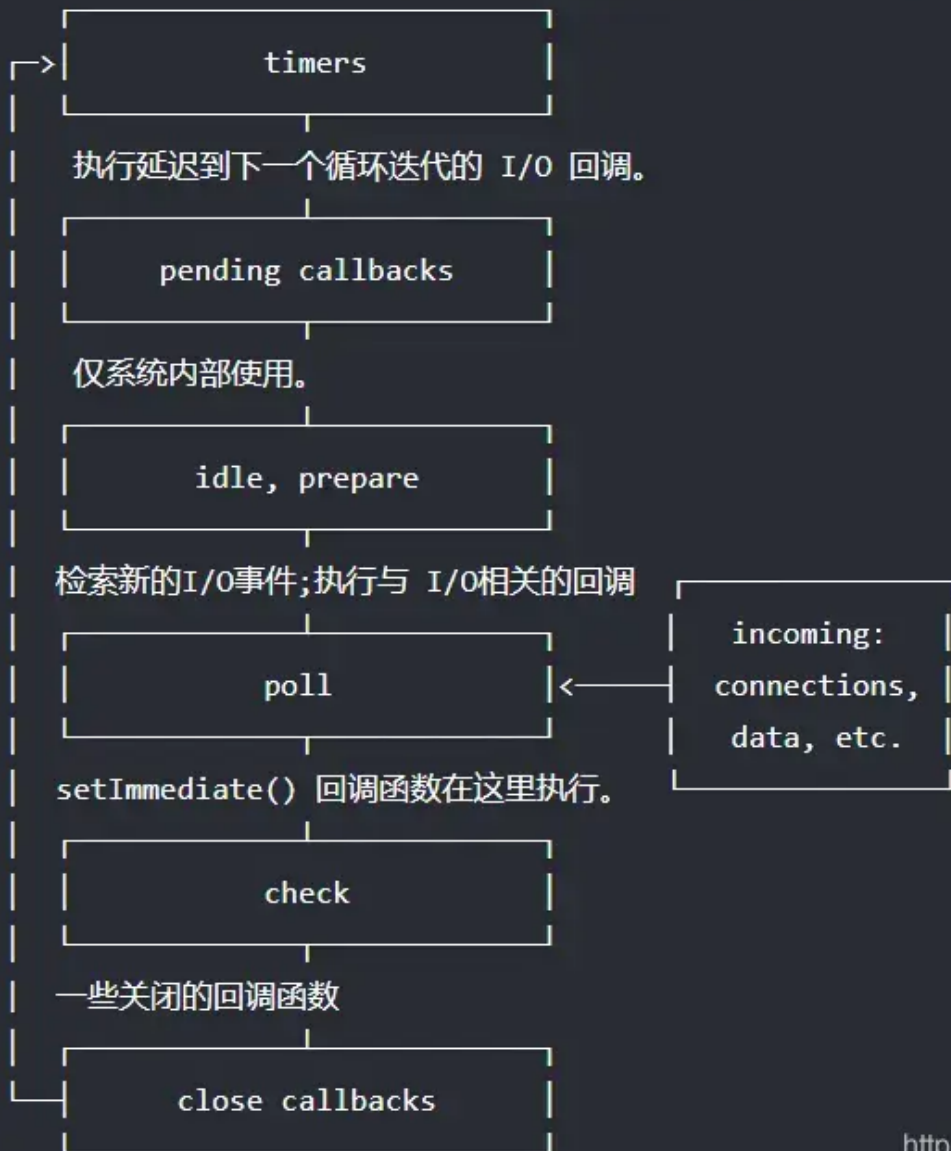 timers
执行延迟到下一个循环迭代的 I/O 回调。
pending callbacks
仅系统内部使用。
idle, prepare
检索新的I/O事件;执行与 I/O相关的回调
incoming:
poll
connections,
data, etc.
setImmediate() 回调函数在这里执行。
check
一些关闭的回调函数
close callbacks
http